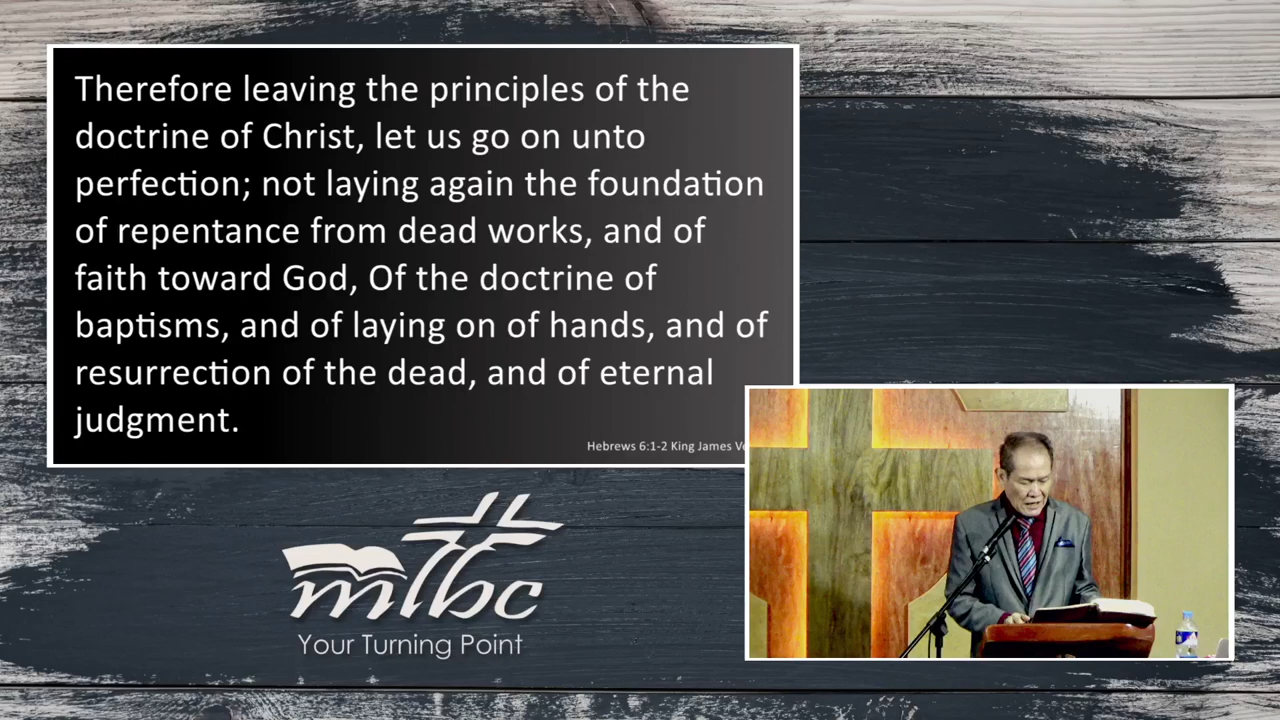 Therefore leaving the principles of the
doctrine of Christ, let us go on unto
perfection; not laying again the foundation
of repentance from dead works, and of
faith toward God, Of the doctrine of
baptisms, and of laying on of hands, and of
resurrection of the dead, and of eternal
judgment.
Hebrews 6:1-2 King James
mlbc
Your Turning Point